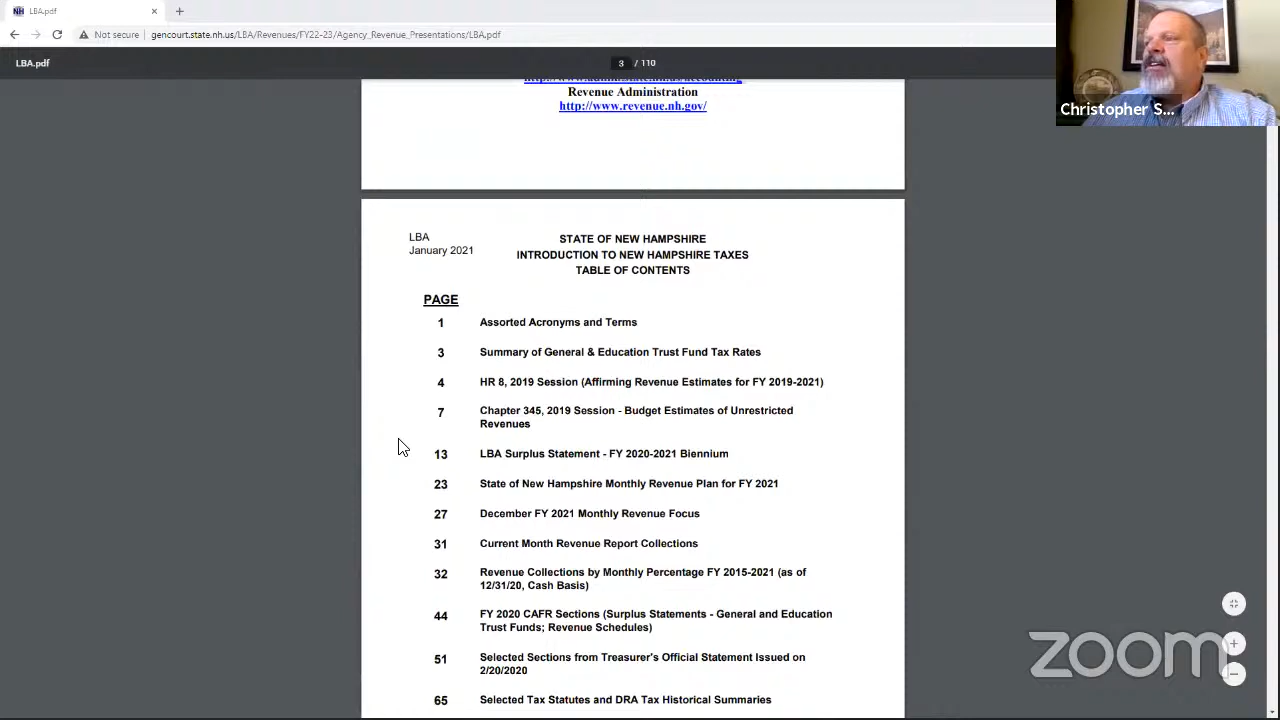 NH LBA.pdf
Not secure gencourt.state.nh.us/LBA/Revenues/FY22-23/Agency_Revenue_Presentations/LBA.pdf
LBA.pdf
3 / 110
Christopher S...
Revenue Administration
http://www.revenue.nh.gov/
LBA
January 2021
STATE OF NEW HAMPSHIRE
INTRODUCTION TO NEW HAMPSHIRE TAXES
TABLE OF CONTENTS
PAGE
1 Assorted Acronyms and Terms
3 Summary of General & Education Trust Fund Tax Rates
4 HR 8, 2019 Session (Affirming Revenue Estimates for FY 2019-2021)
7 Chapter 345, 2019 Session - Budget Estimates of Unrestricted
Revenues
13 LBA Surplus Statement - FY 2020-2021 Biennium
23 State of New Hampshire Monthly Revenue Plan for FY 2021
27 December FY 2021 Monthly Revenue Focus
31 Current Month Revenue Report Collections
32 Revenue Collections by Monthly Percentage FY 2015-2021 (as of
12/31/20, Cash Basis)
44 FY 2020 CAFR Sections (Surplus Statements - General and Education
Trust Funds; Revenue Schedules)
51 Selected Sections from Treasurer's Official Statement Issued on
2/20/2020
65 Selected Tax Statutes and DRA Tax Historical Summaries
zoom